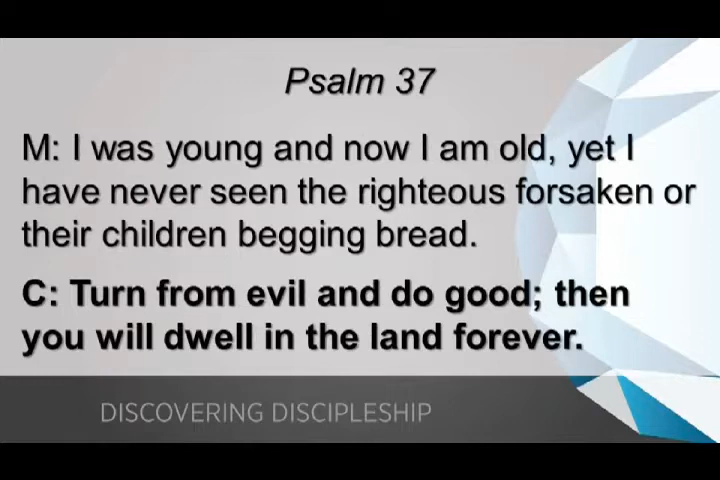 Psalm 37
M: I was young and now I am old, yet I
have never seen the righteous forsaken or
their children begging bread.
C: Turn from evil and do good; then
you will dwell in the land forever.
DISCOVERING DISCIPLESHIP